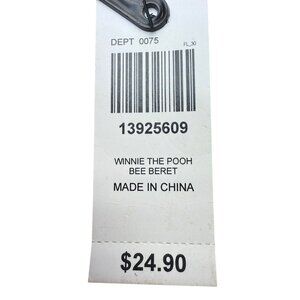 DEPT 0075
FL_30
13925609
WINNIE THE POOH
BEE BERET
MADE IN CHINA
$24.90